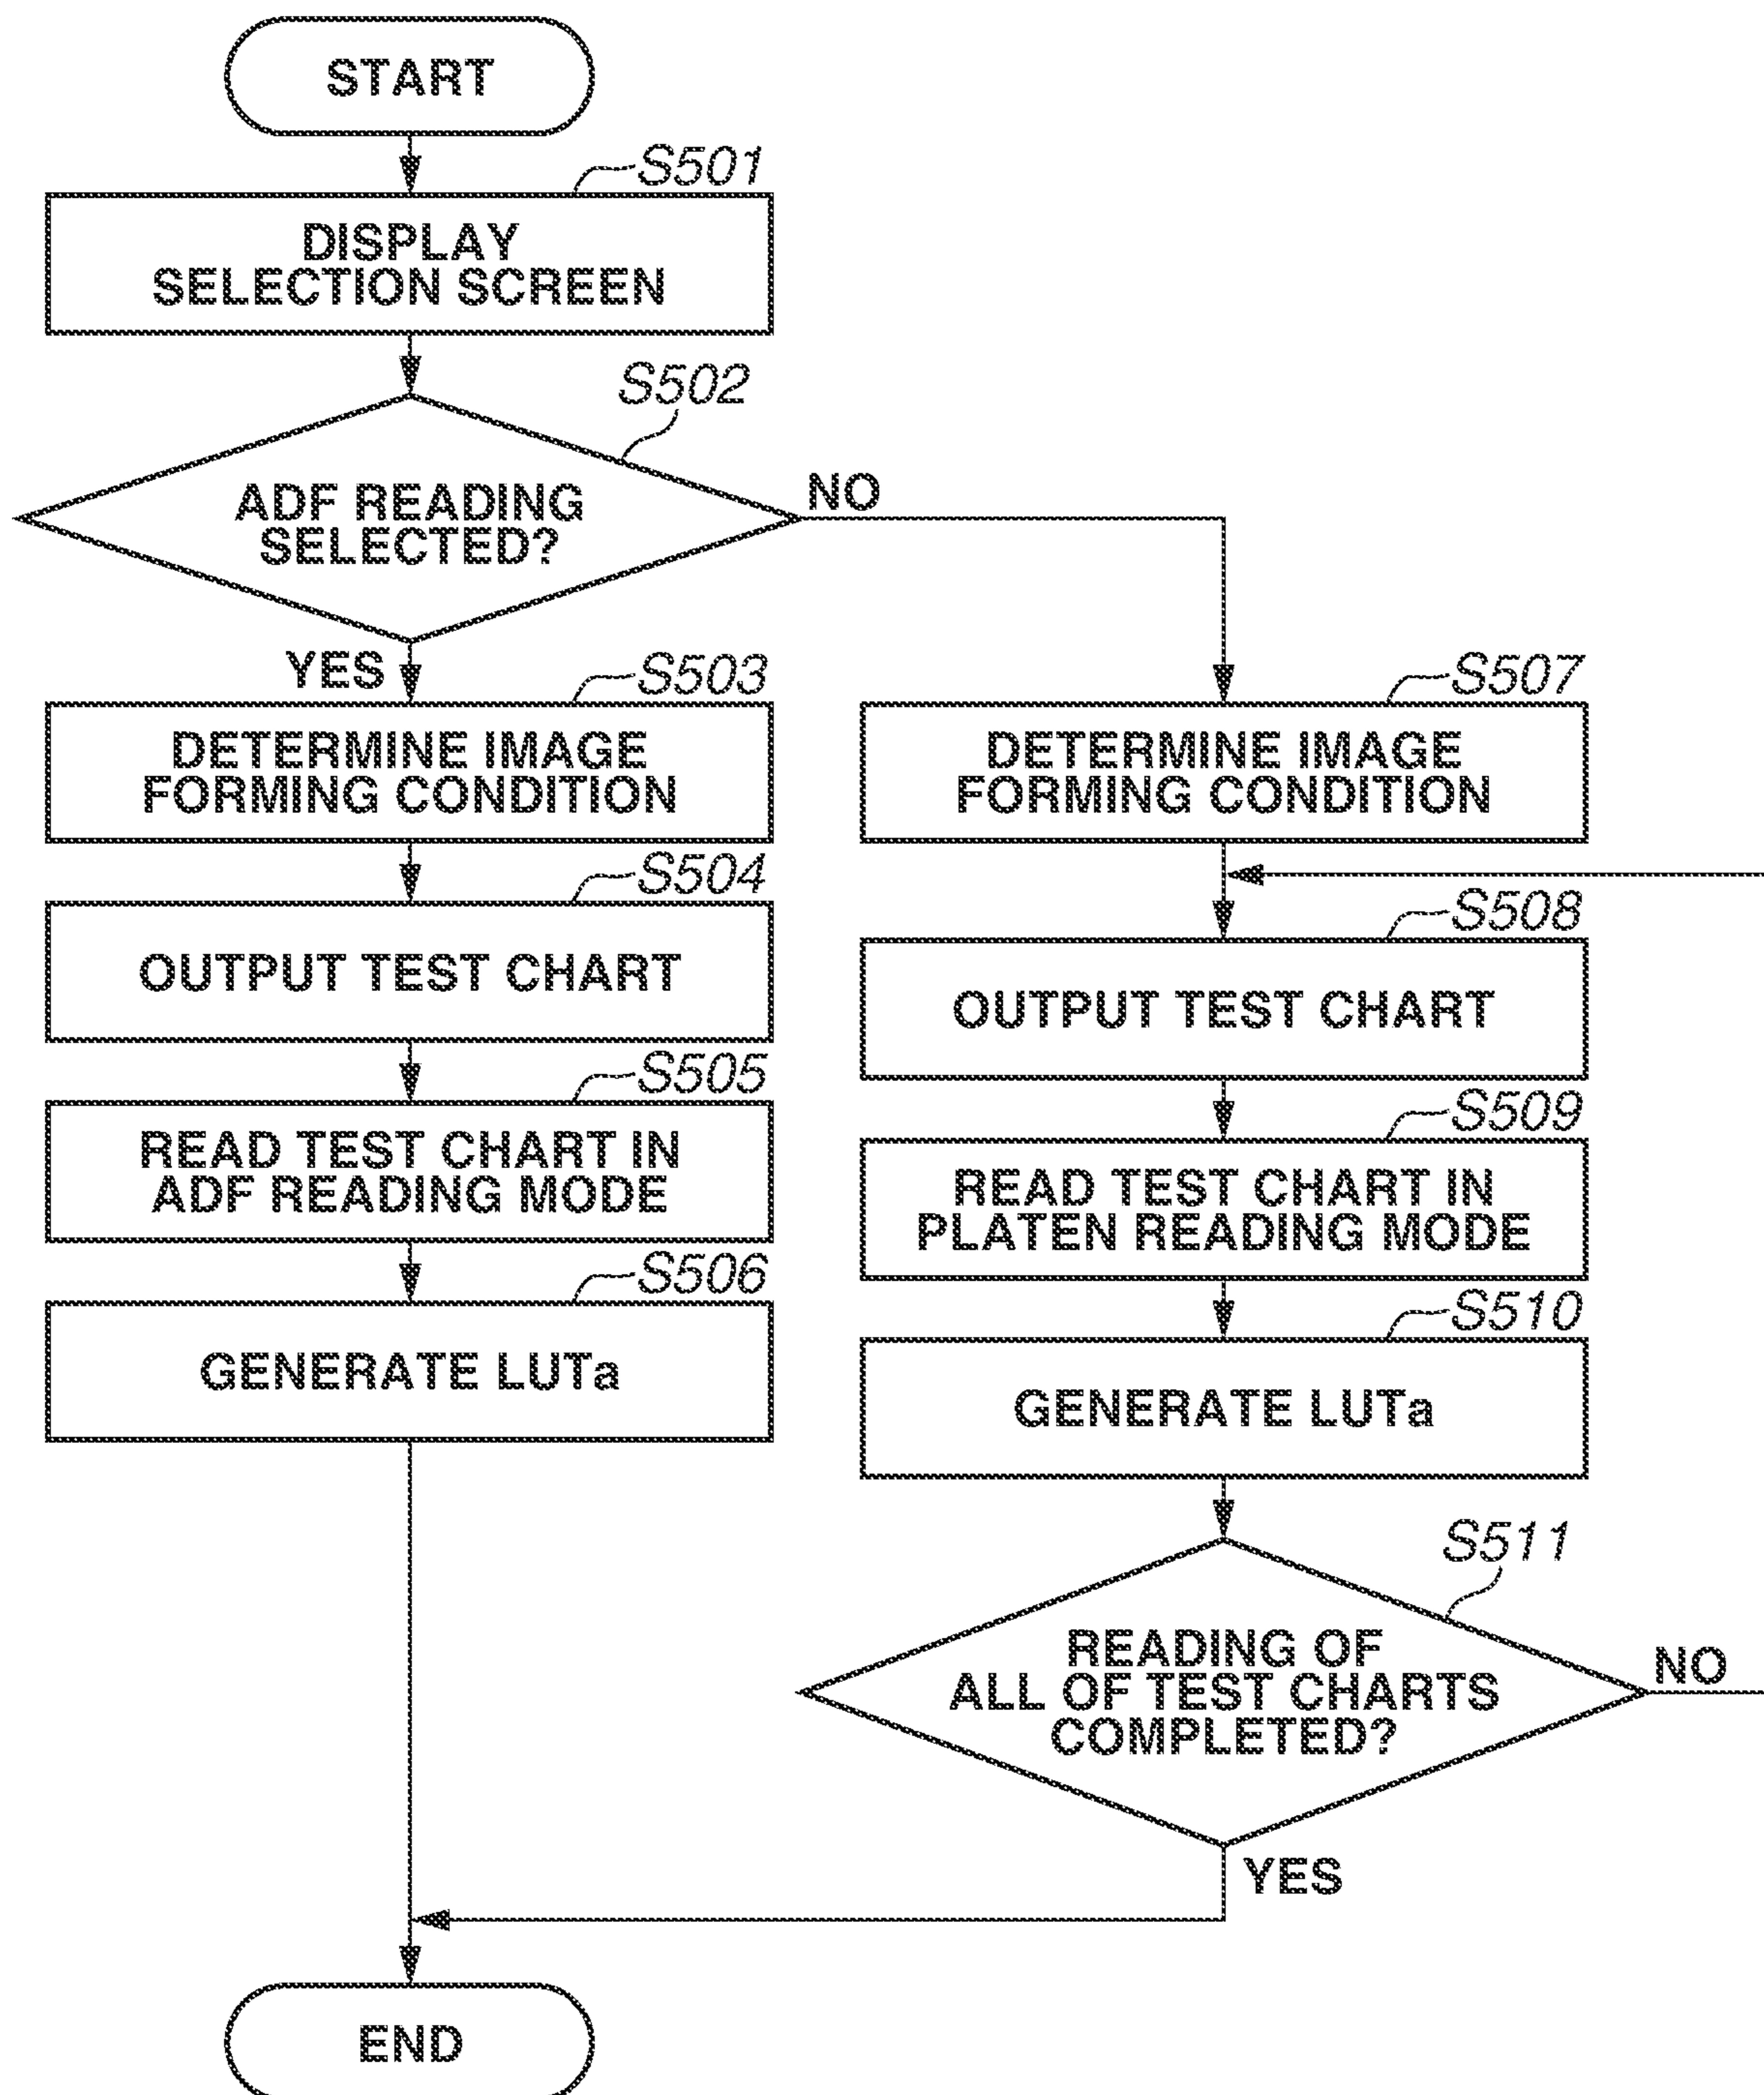 START
S501
DISPLAY
SELECTION SCREEN
S502
ADF READING
SELECTED?
NO
YES
S503
DETERMINE IMAGE
FORMING CONDITION
S504
OUTPUT TEST CHART
S505
READ TEST CHART IN
ADF READING MODE
S506
GENERATE LUTa
S507
DETERMINE IMAGE
FORMING CONDITION
S508
OUTPUT TEST CHART
S509
READ TEST CHART IN
PLATEN READING MODE
S510
GENERATE LUTa
S511
READING OF
ALL OF TEST CHARTS
COMPLETED?
NO
YES
END